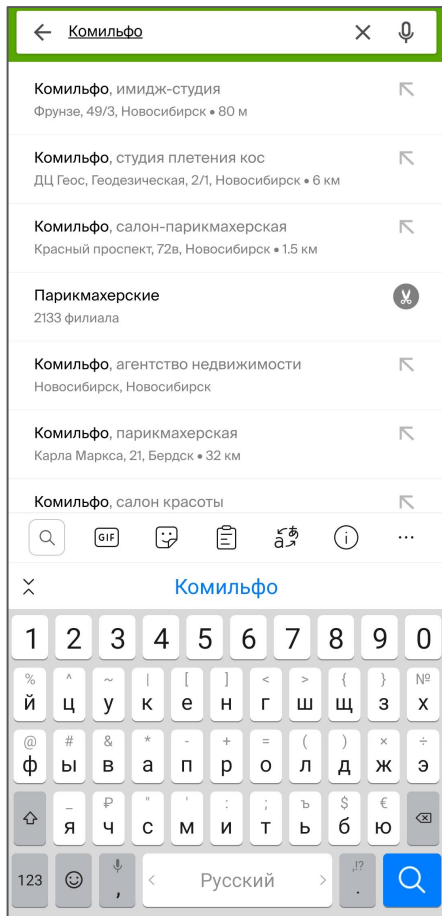 Комильфо
Комильфо, имидж-студия
Фрунзе, 49/3, Новосибирск • 80 м
Комильфо, студия плетения кос
ДЦ Геос, Геодезическая, 2/1, Новосибирск • 6 км
Комильфо, салон-парикмахерская
Красный проспект, 72в, Новосибирск • 1.5 км
Парикмахерские
2133 филиала
Комильфо, агентство недвижимости
Новосибирск, Новосибирск
Комильфо, парикмахерская
Карла Маркса, 21, Бердск • 32 км
Комильфо, салон красоты
GIF
Комильфо
1 2 3 4 5 6 7 8 9 0
% ^ ~ | [ ] < > { } №
й ц у к е н г ш щ з х
@ # & * - + = ( ) × ÷
ф ы в а п р о л д ж э
_ ₽ " ' : ; ъ $ €
я ч с м и т ь б ю
123 , < Русский > ,!? .